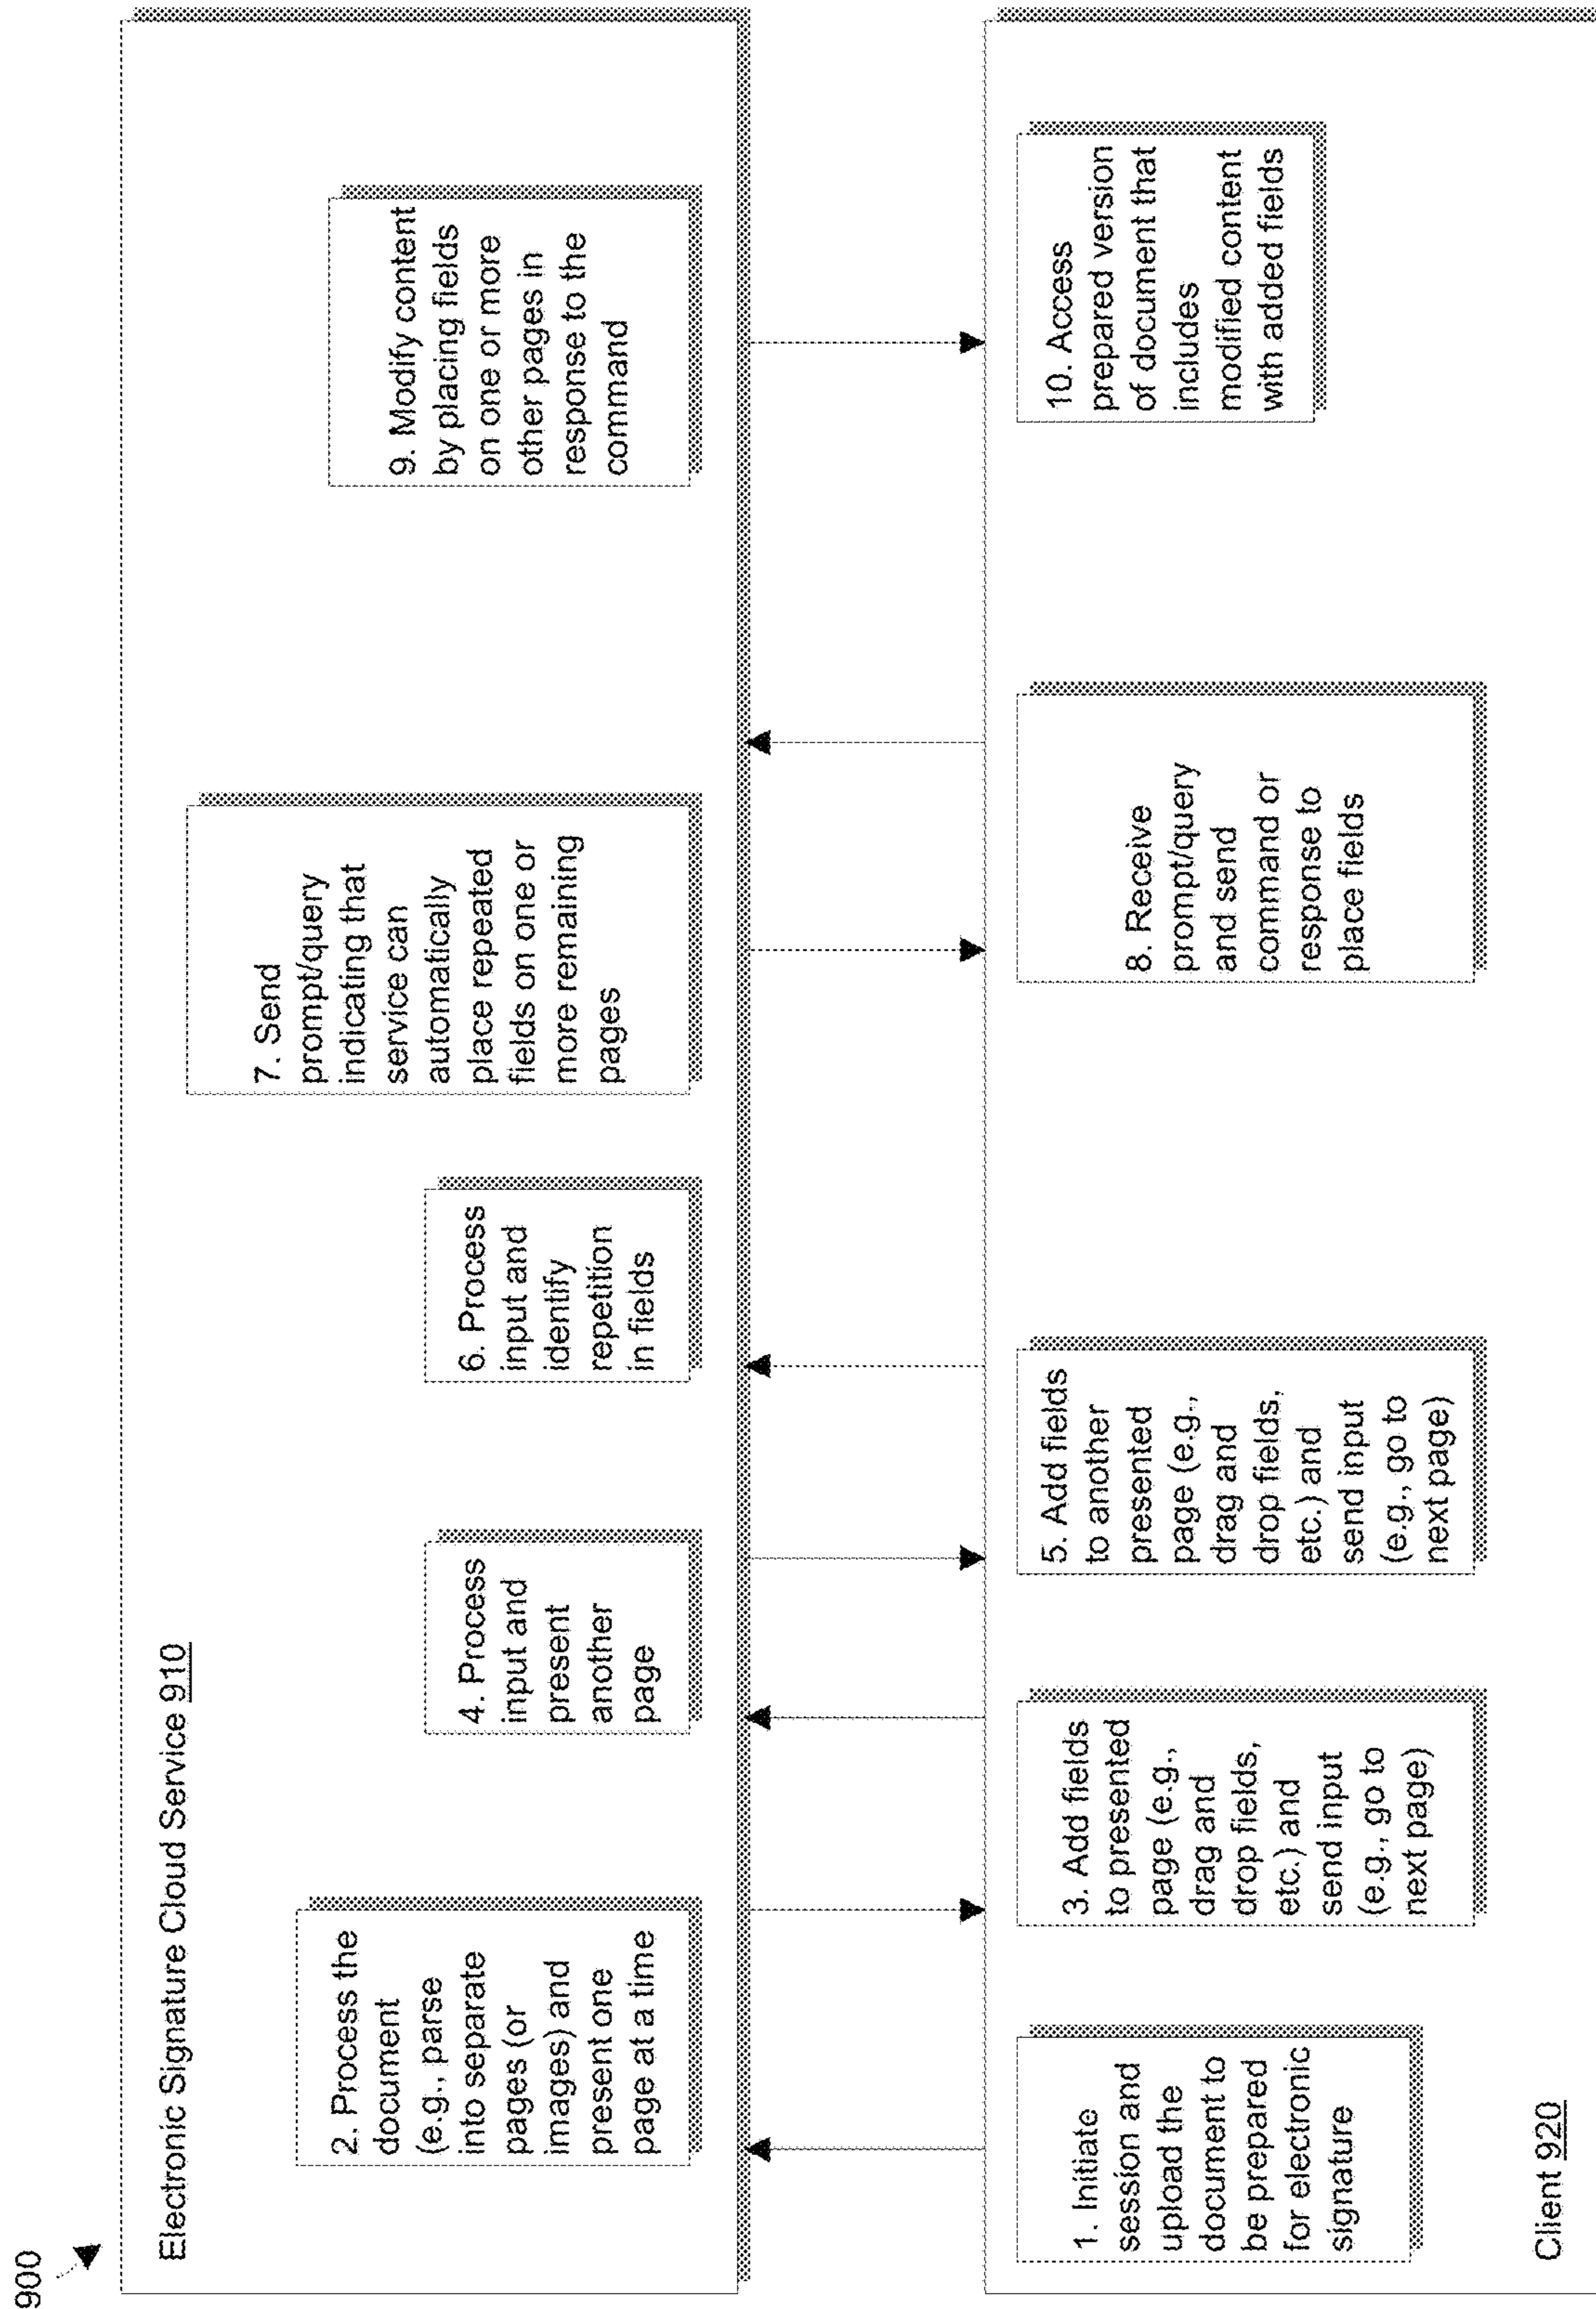 900
Electronic Signature Cloud Service 910
2. Process the
document
(e.g., parse
into separate
pages (or
images) and
present one
page at a time
4. Process
input and
present
another
page
6. Process
input and
identify
repetition
in fields
7. Send
prompt/query
indicating that
service can
automatically
place repeated
fields on one or
more remaining
pages
9. Modify content
by placing fields
on one or more
other pages in
response to the
command
1. Initiate
session and
upload the
document to
be prepared
for electronic
signature
3. Add fields
to presented
page (e.g.,
drag and
drop fields,
etc.) and
send input
(e.g., go to
next page)
5. Add fields
to another
presented
page (e.g.,
drag and
drop fields,
etc.) and
send input
(e.g., go to
next page)
8. Receive
prompt/query
and send
command or
response to
place fields
10. Access
prepared version
of document that
includes
modified content
with added fields
Client 920